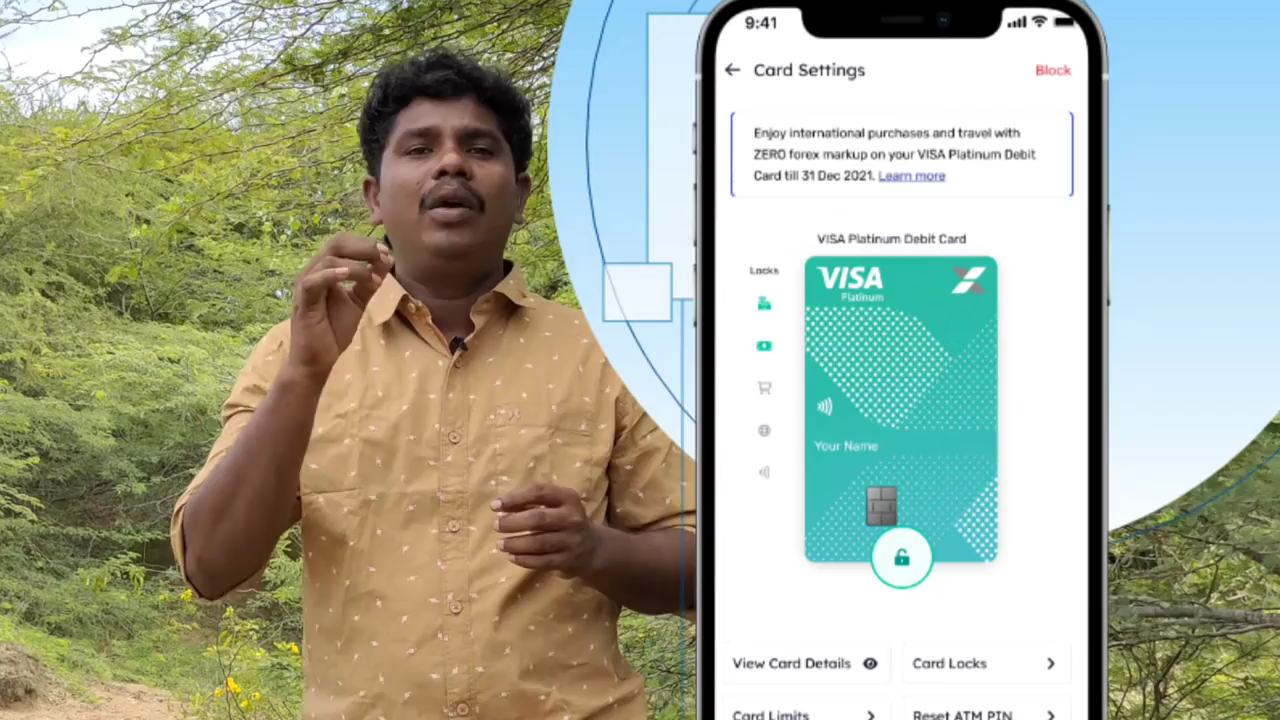 9:41
Card Settings
Block
Enjoy international purchases and travel with
ZERO forex markup on your VISA Platinum Debit
Card till 31 Dec 2021. Learn more
VISA Platinum Debit Card
Locks
VISA
Platinum
Your Name
View Card Details
Card Locks
Card Limits
Reset ATM PIN